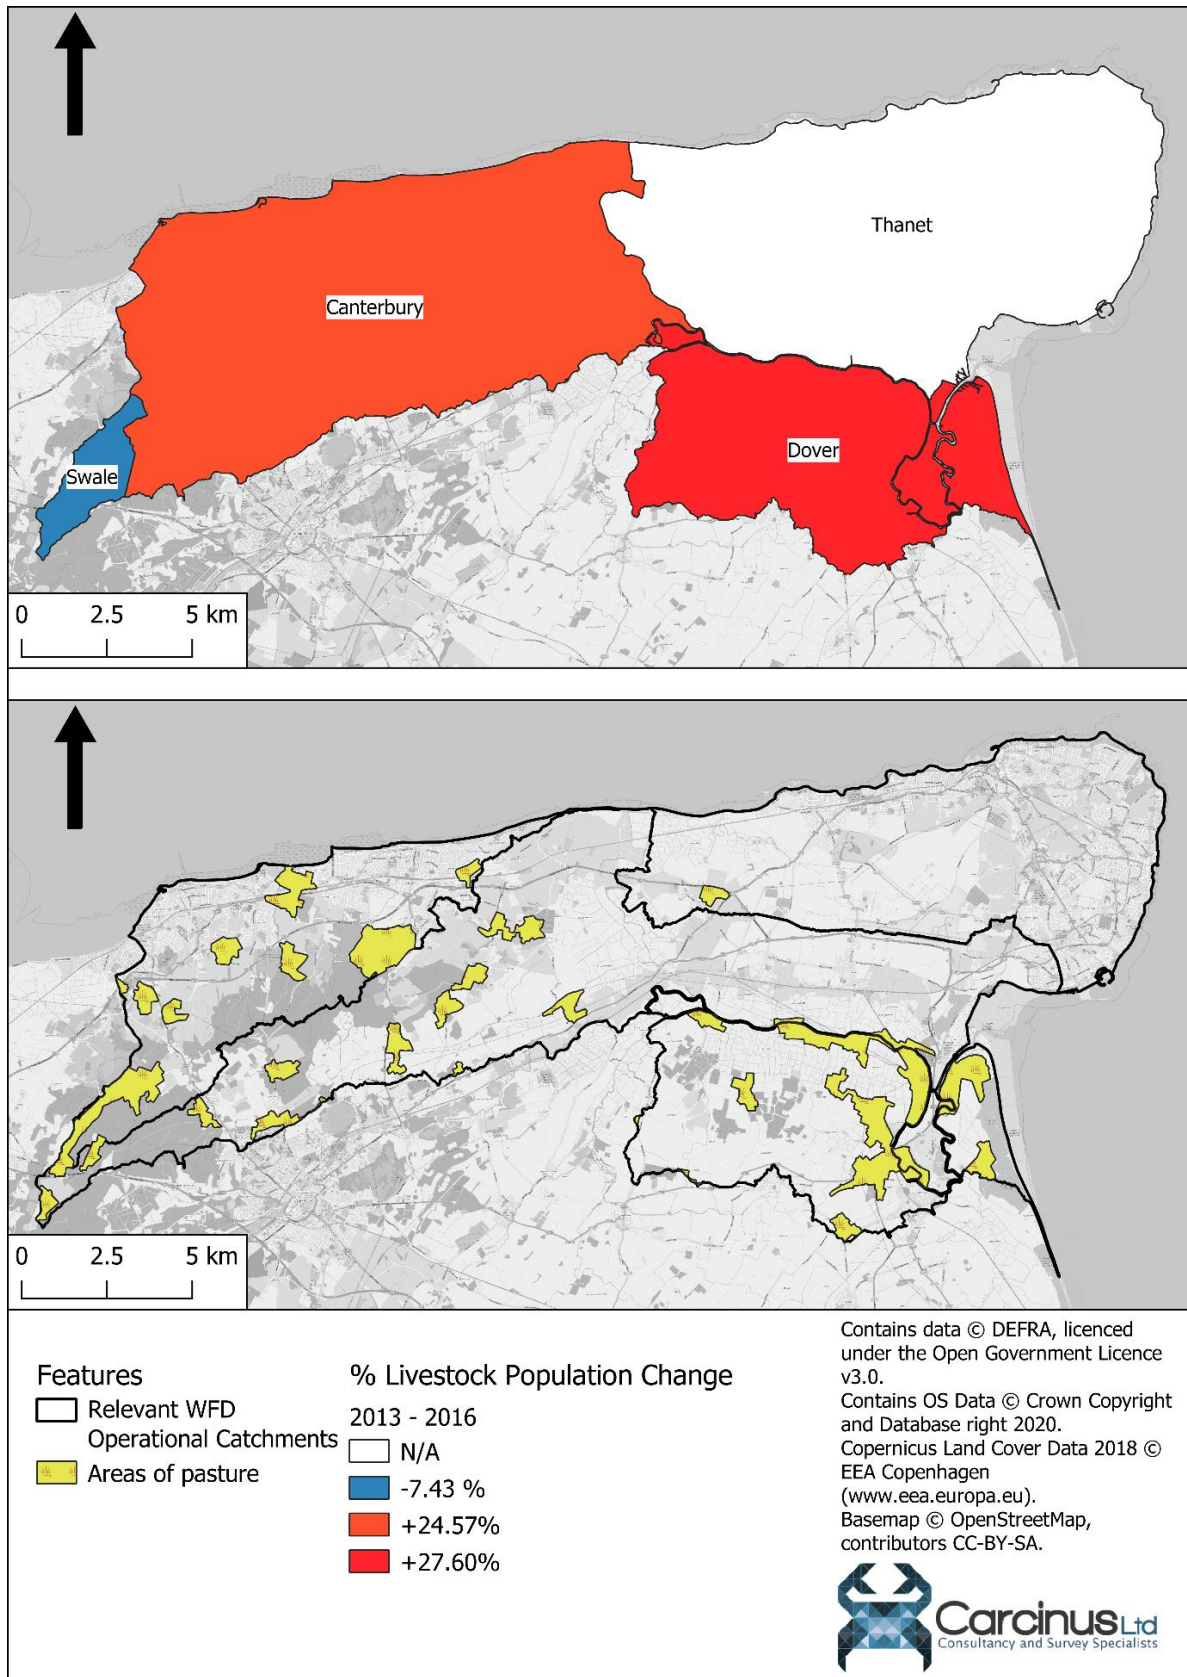 Thanet
Canterbury
Dover
Swale
0 2.5 5 km
0 2.5 5 km
Features
Relevant WFD
Operational Catchments
Areas of pasture
% Livestock Population Change
2013 - 2016
N/A
-7.43 %
+24.57%
+27.60%
Contains data © DEFRA, licenced
under the Open Government Licence
v3.0.
Contains OS Data © Crown Copyright
and Database right 2020.
Copernicus Land Cover Data 2018 ©
EEA Copenhagen
(www.eea.europa.eu).
Basemap © OpenStreetMap,
contributors CC-BY-SA.
Carcinus Ltd
Consultancy and Survey Specialists